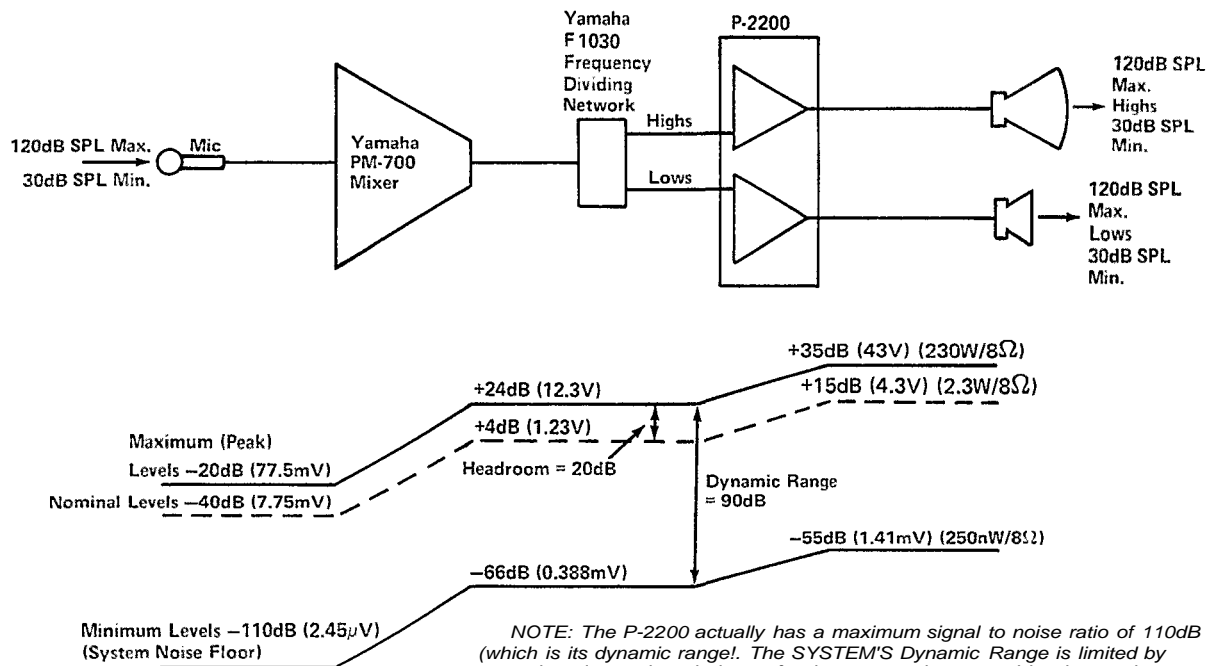 Yamaha
F1030
Frequency
Dividing
Network
P-2200
120dB SPL
Max.
Highs
30dB SPL
Min.
Highs
120dB SPL Max.
30dB SPL Min.
Mic
Yamaha
PM-700
Mixer
Lows
120dB SPL
Max.
Lows
30dB SPL
Min.
+35dB (43V) (230W/8Ω)
+24dB (12.3V)
+15dB (4.3V) (2.3W/8Ω)
+4dB (1.23V)
Maximum (Peak)
Levels −20dB (77.5mV)
Headroom = 20dB
Nominal Levels −40dB (7.75mV)
Dynamic Range
= 90dB
−55dB (1.41mV) (250nW/8Ω)
−66dB (0.388mV)
Minimum Levels −110dB (2.45μV)
(System Noise Floor)
NOTE: The P-2200 actually has a maximum signal to noise ratio of 110dB
(which is its dynamic range!. The SYSTEM'S Dynamic Range is limited by